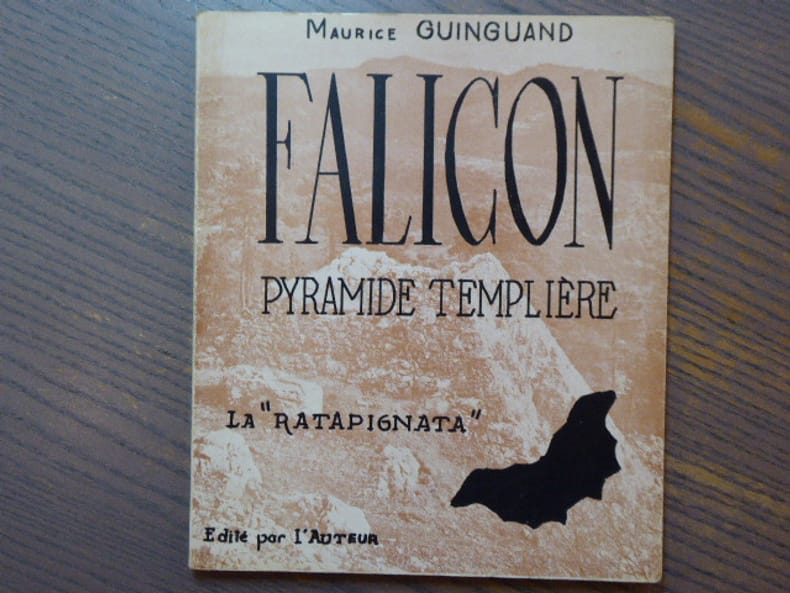 MAURICE GUINGUAND
FALICON
PYRAMIDE TEMPLIÈRE
LA "RATAPIGNATA"
Edité par l'AUTEUR